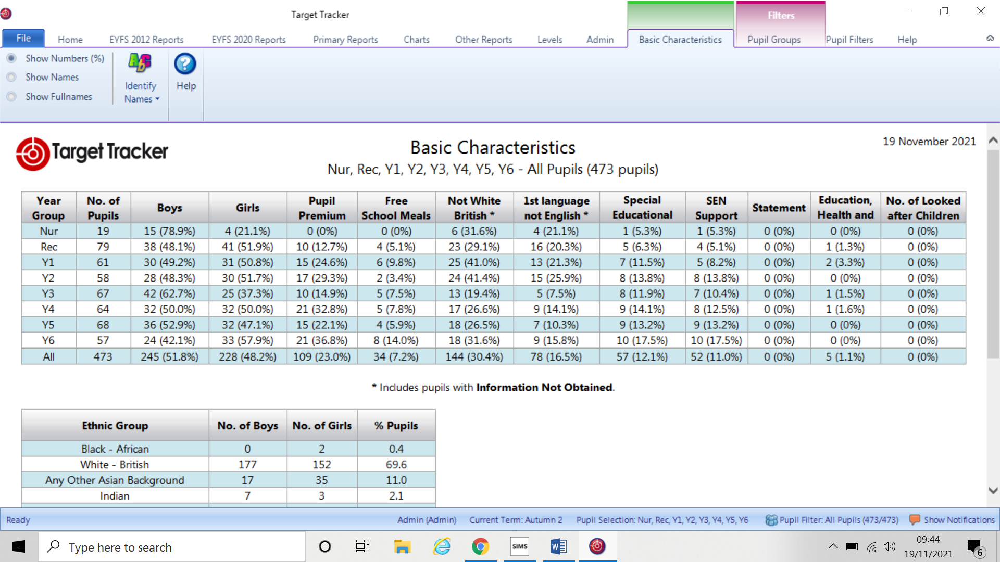 Target Tracker
Filters
File Home EYFS 2012 Reports EYFS 2020 Reports Primary Reports Charts Other Reports Levels Admin Basic Characteristics Pupil Groups Pupil Filters Help
Show Numbers (%)
Show Names
Show Fullnames
Identify Names
Help
Target Tracker
Basic Characteristics
19 November 2021
Nur, Rec, Y1, Y2, Y3, Y4, Y5, Y6 - All Pupils (473 pupils)
Year Group No. of Pupils Boys Girls Pupil Premium Free School Meals Not White British * 1st language not English * Special Educational SEN Support Statement Education, Health and No. of Looked after Children
Nur 19 15 (78.9%) 4 (21.1%) 0 (0%) 0 (0%) 6 (31.6%) 4 (21.1%) 1 (5.3%) 1 (5.3%) 0 (0%) 0 (0%) 0 (0%)
Rec 79 38 (48.1%) 41 (51.9%) 10 (12.7%) 4 (5.1%) 23 (29.1%) 16 (20.3%) 5 (6.3%) 4 (5.1%) 0 (0%) 1 (1.3%) 0 (0%)
Y1 61 30 (49.2%) 31 (50.8%) 15 (24.6%) 6 (9.8%) 25 (41.0%) 13 (21.3%) 7 (11.5%) 5 (8.2%) 0 (0%) 2 (3.3%) 0 (0%)
Y2 58 28 (48.3%) 30 (51.7%) 17 (29.3%) 2 (3.4%) 24 (41.4%) 15 (25.9%) 8 (13.8%) 8 (13.8%) 0 (0%) 0 (0%) 0 (0%)
Y3 67 42 (62.7%) 25 (37.3%) 10 (14.9%) 5 (7.5%) 13 (19.4%) 5 (7.5%) 8 (11.9%) 7 (10.4%) 0 (0%) 1 (1.5%) 0 (0%)
Y4 64 32 (50.0%) 32 (50.0%) 21 (32.8%) 5 (7.8%) 17 (26.6%) 9 (14.1%) 9 (14.1%) 8 (12.5%) 0 (0%) 1 (1.6%) 0 (0%)
Y5 68 36 (52.9%) 32 (47.1%) 15 (22.1%) 4 (5.9%) 18 (26.5%) 7 (10.3%) 9 (13.2%) 9 (13.2%) 0 (0%) 0 (0%) 0 (0%)
Y6 57 24 (42.1%) 33 (57.9%) 21 (36.8%) 8 (14.0%) 18 (31.6%) 9 (15.8%) 10 (17.5%) 10 (17.5%) 0 (0%) 0 (0%) 0 (0%)
All 473 245 (51.8%) 228 (48.2%) 109 (23.0%) 34 (7.2%) 144 (30.4%) 78 (16.5%) 57 (12.1%) 52 (11.0%) 0 (0%) 5 (1.1%) 0 (0%)
* Includes pupils with Information Not Obtained.
Ethnic Group No. of Boys No. of Girls % Pupils
Black - African 0 2 0.4
White - British 177 152 69.6
Any Other Asian Background 17 35 11.0
Indian 7 3 2.1
Ready Admin (Admin) Current Term: Autumn 2 Pupil Selection: Nur, Rec, Y1, Y2, Y3, Y4, Y5, Y6 Pupil Filter: All Pupils (473/473) Show Notifications
Type here to search
SIMS
09:44
19/11/2021
6